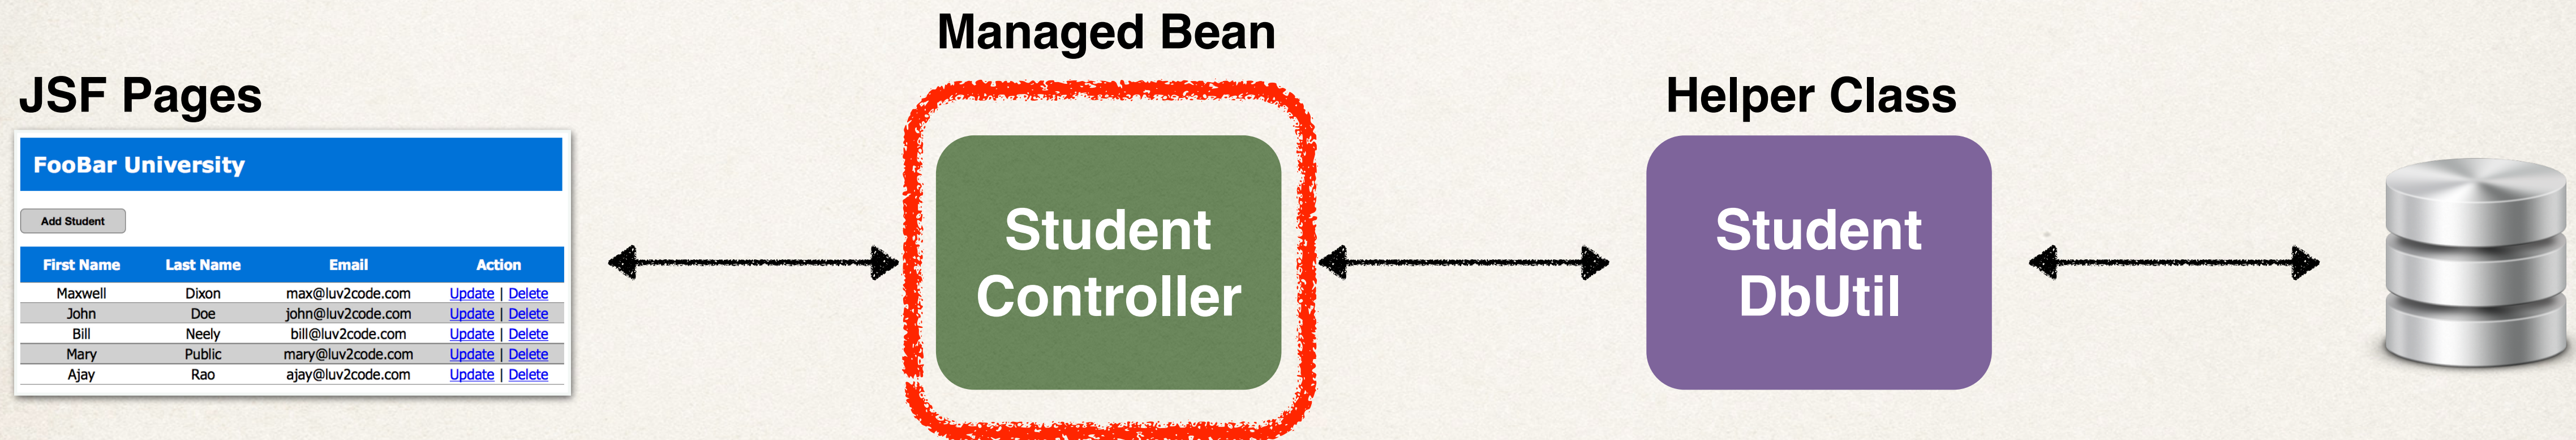 Managed Bean
JSF Pages
Helper Class
FooBar University
Add Student
First Name Last Name Email Action
Maxwell Dixon max@luv2code.com Update | Delete
John Doe john@luv2code.com Update | Delete
Bill Neely bill@luv2code.com Update | Delete
Mary Public mary@luv2code.com Update | Delete
Ajay Rao ajay@luv2code.com Update | Delete
Student
Controller
Student
DbUtil